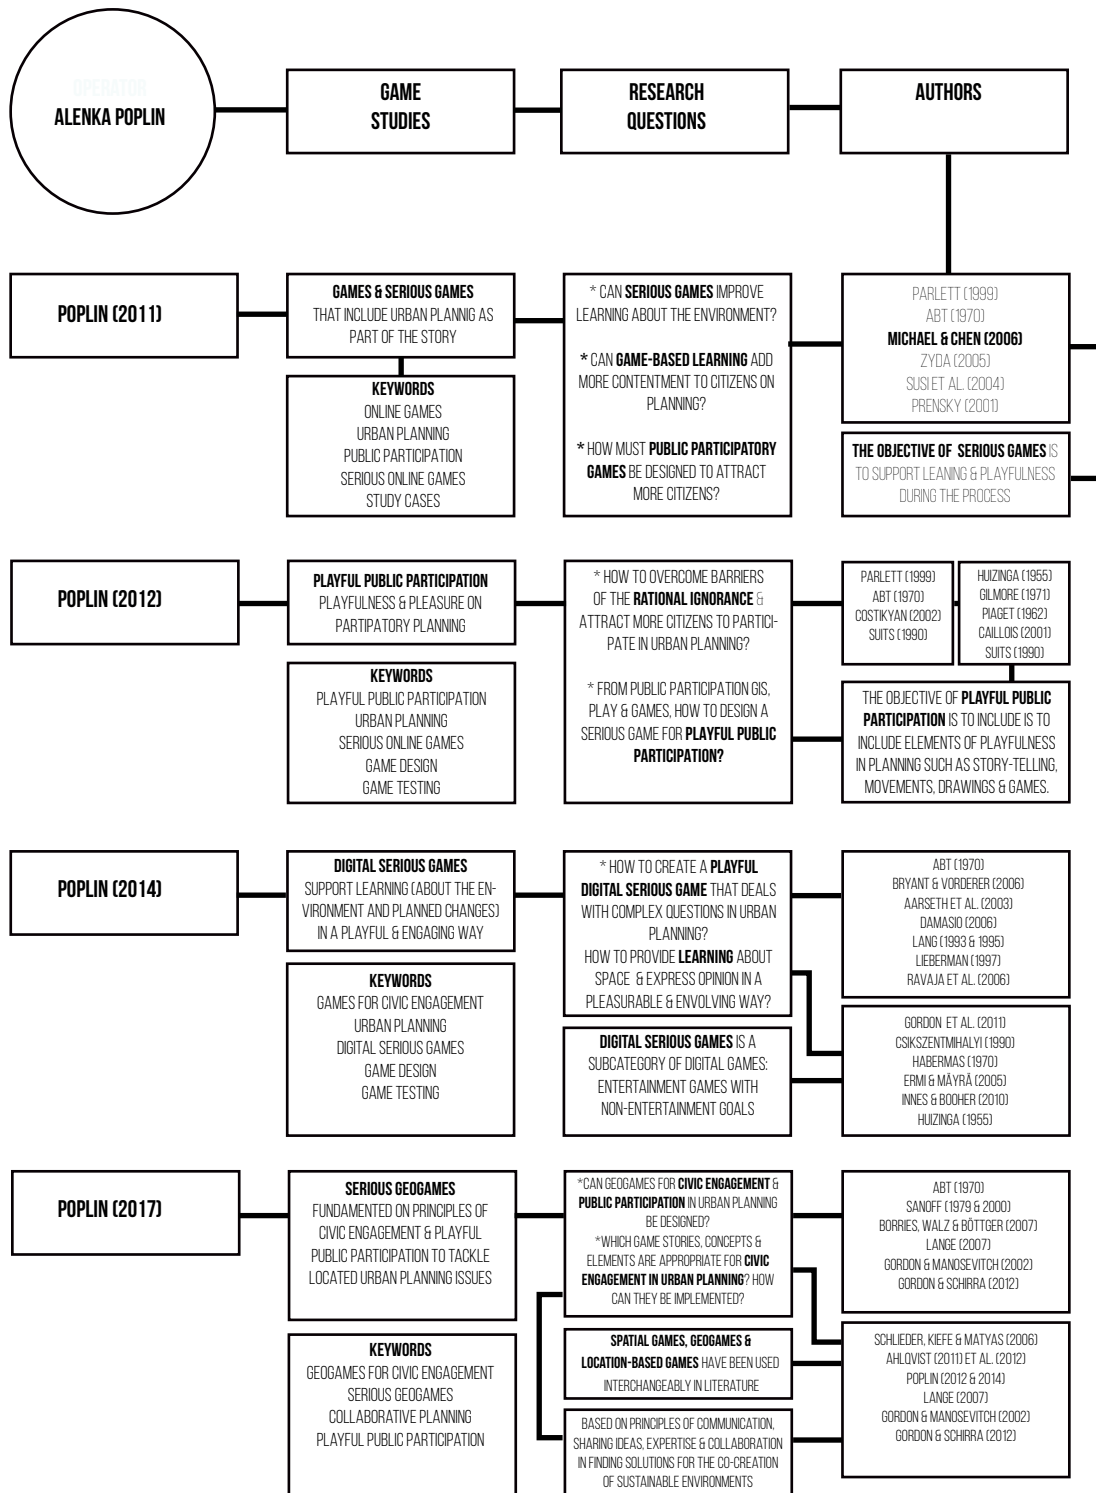 OPERATOR
ALENKA POPLIN
GAME
STUDIES
RESEARCH
QUESTIONS
AUTHORS
POPLIN (2011)
GAMES & SERIOUS GAMES
THAT INCLUDE URBAN PLANNIG AS
PART OF THE STORY
KEYWORDS
ONLINE GAMES
URBAN PLANNING
PUBLIC PARTICIPATION
SERIOUS ONLINE GAMES
STUDY CASES
* CAN SERIOUS GAMES IMPROVE
LEARNING ABOUT THE ENVIRONMENT?
* CAN GAME-BASED LEARNING ADD
MORE CONTENTMENT TO CITIZENS ON
PLANNING?
* HOW MUST PUBLIC PARTICIPATORY
GAMES BE DESIGNED TO ATTRACT
MORE CITIZENS?
PARLETT (1999)
ABT (1970)
MICHAEL & CHEN (2006)
ZYDA (2005)
SUSI ET AL. (2004)
PRENSKY (2001)
THE OBJECTIVE OF SERIOUS GAMES IS
TO SUPPORT LEANING & PLAYFULNESS
DURING THE PROCESS
POPLIN (2012)
PLAYFUL PUBLIC PARTICIPATION
PLAYFULNESS & PLEASURE ON
PARTIPATORY PLANNING
KEYWORDS
PLAYFUL PUBLIC PARTICIPATION
URBAN PLANNING
SERIOUS ONLINE GAMES
GAME DESIGN
GAME TESTING
* HOW TO OVERCOME BARRIERS
OF THE RATIONAL IGNORANCE &
ATTRACT MORE CITIZENS TO PARTICI-
PATE IN URBAN PLANNING?
* FROM PUBLIC PARTICIPATION GIS,
PLAY & GAMES, HOW TO DESIGN A
SERIOUS GAME FOR PLAYFUL PUBLIC
PARTICIPATION?
PARLETT (1999)
ABT (1970)
COSTIKYAN (2002)
SUITS (1990)
HUIZINGA (1955)
GILMORE (1971)
PIAGET (1962)
CAILLOIS (2001)
SUITS (1990)
THE OBJECTIVE OF PLAYFUL PUBLIC
PARTICIPATION IS TO INCLUDE IS TO
INCLUDE ELEMENTS OF PLAYFULNESS
IN PLANNING SUCH AS STORY-TELLING,
MOVEMENTS, DRAWINGS & GAMES.
POPLIN (2014)
DIGITAL SERIOUS GAMES
SUPPORT LEARNING (ABOUT THE EN-
VIRONMENT AND PLANNED CHANGES)
IN A PLAYFUL & ENGAGING WAY
KEYWORDS
GAMES FOR CIVIC ENGAGEMENT
URBAN PLANNING
DIGITAL SERIOUS GAMES
GAME DESIGN
GAME TESTING
* HOW TO CREATE A PLAYFUL
DIGITAL SERIOUS GAME THAT DEALS
WITH COMPLEX QUESTIONS IN URBAN
PLANNING?
HOW TO PROVIDE LEARNING ABOUT
SPACE & EXPRESS OPINION IN A
PLEASURABLE & ENVOLVING WAY?
DIGITAL SERIOUS GAMES IS A
SUBCATEGORY OF DIGITAL GAMES:
ENTERTAINMENT GAMES WITH
NON-ENTERTAINMENT GOALS
ABT (1970)
BRYANT & VORDERER (2006)
AARSETH ET AL. (2003)
DAMASIO (2006)
LANG (1993 & 1995)
LIEBERMAN (1997)
RAVAJA ET AL. (2006)
GORDON ET AL. (2011)
CSIKSZENTMIHALYI (1990)
HABERMAS (1970)
ERMI & MÄYRÄ (2005)
INNES & BOOHER (2010)
HUIZINGA (1955)
POPLIN (2017)
SERIOUS GEOGAMES
FUNDAMENTED ON PRINCIPLES OF
CIVIC ENGAGEMENT & PLAYFUL
PUBLIC PARTICIPATION TO TACKLE
LOCATED URBAN PLANNING ISSUES
KEYWORDS
GEOGAMES FOR CIVIC ENGAGEMENT
SERIOUS GEOGAMES
COLLABORATIVE PLANNING
PLAYFUL PUBLIC PARTICIPATION
*CAN GEOGAMES FOR CIVIC ENGAGEMENT &
PUBLIC PARTICIPATION IN URBAN PLANNING
BE DESIGNED?
*WHICH GAME STORIES, CONCEPTS &
ELEMENTS ARE APPROPRIATE FOR CIVIC
ENGAGEMENT IN URBAN PLANNING? HOW
CAN THEY BE IMPLEMENTED?
SPATIAL GAMES, GEOGAMES &
LOCATION-BASED GAMES HAVE BEEN USED
INTERCHANGEABLY IN LITERATURE
BASED ON PRINCIPLES OF COMMUNICATION,
SHARING IDEAS, EXPERTISE & COLLABORATION
IN FINDING SOLUTIONS FOR THE CO-CREATION
OF SUSTAINABLE ENVIRONMENTS
ABT (1970)
SANOFF (1979 & 2000)
BORRIES, WALZ & BÖTTGER (2007)
LANGE (2007)
GORDON & MANOSEVITCH (2002)
GORDON & SCHIRRA (2012)
SCHLIEDER, KIEFE & MATYAS (2006)
AHLQVIST (2011) ET AL. (2012)
POPLIN (2012 & 2014)
LANGE (2007)
GORDON & MANOSEVITCH (2002)
GORDON & SCHIRRA (2012)